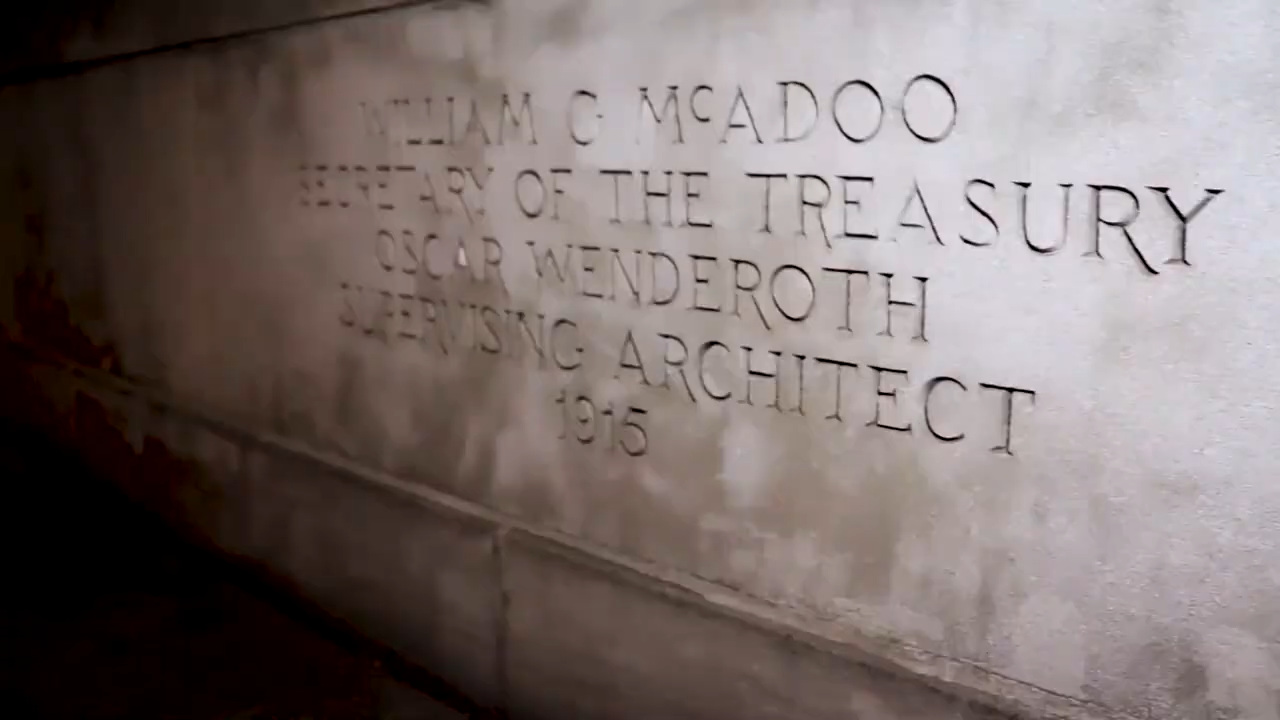 WILLIAM G McADOO
SECRETARY OF THE TREASURY
OSCAR WENDEROTH
SUPERVISING ARCHITECT
1915